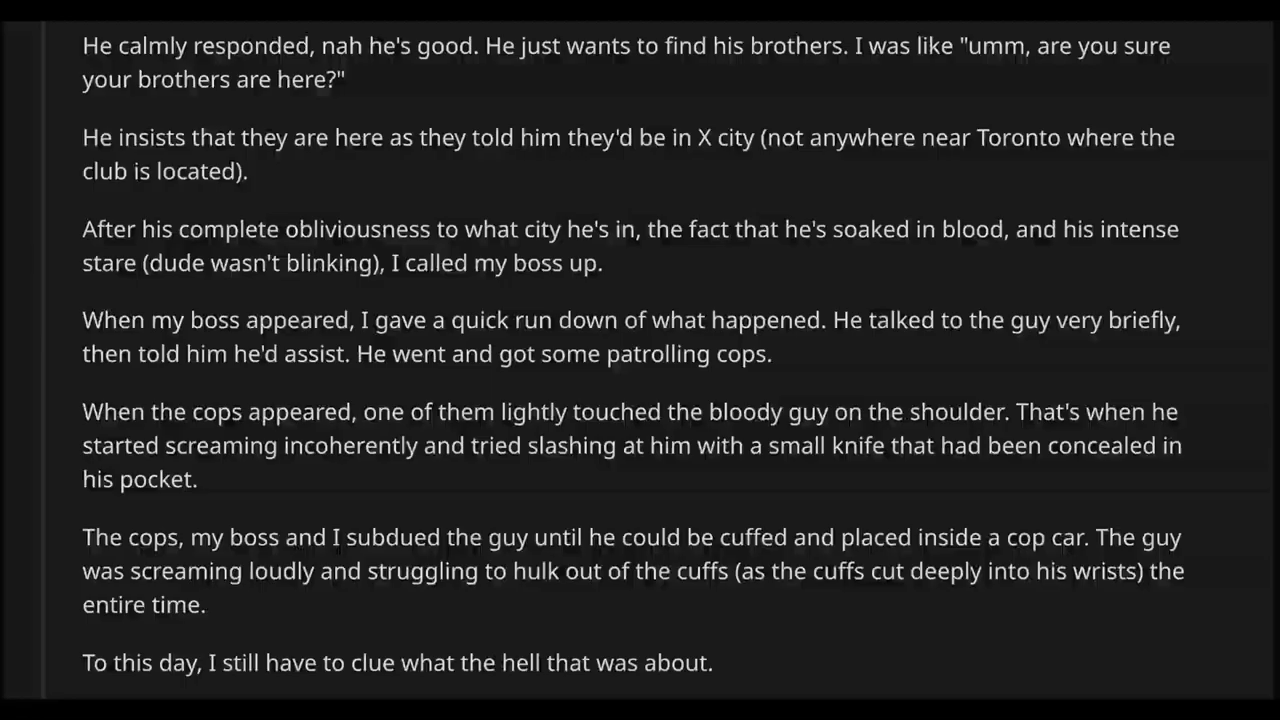 He calmly responded, nah he's good. He just wants to find his brothers. I was like "umm, are you sure
your brothers are here?"
He insists that they are here as they told him they'd be in X city (not anywhere near Toronto where the
club is located).
After his complete obliviousness to what city he's in, the fact that he's soaked in blood, and his intense
stare (dude wasn't blinking), I called my boss up.
When my boss appeared, I gave a quick run down of what happened. He talked to the guy very briefly,
then told him he'd assist. He went and got some patrolling cops.
When the cops appeared, one of them lightly touched the bloody guy on the shoulder. That's when he
started screaming incoherently and tried slashing at him with a small knife that had been concealed in
his pocket.
The cops, my boss and I subdued the guy until he could be cuffed and placed inside a cop car. The guy
was screaming loudly and struggling to hulk out of the cuffs (as the cuffs cut deeply into his wrists) the
entire time.
To this day, I still have to clue what the hell that was about.